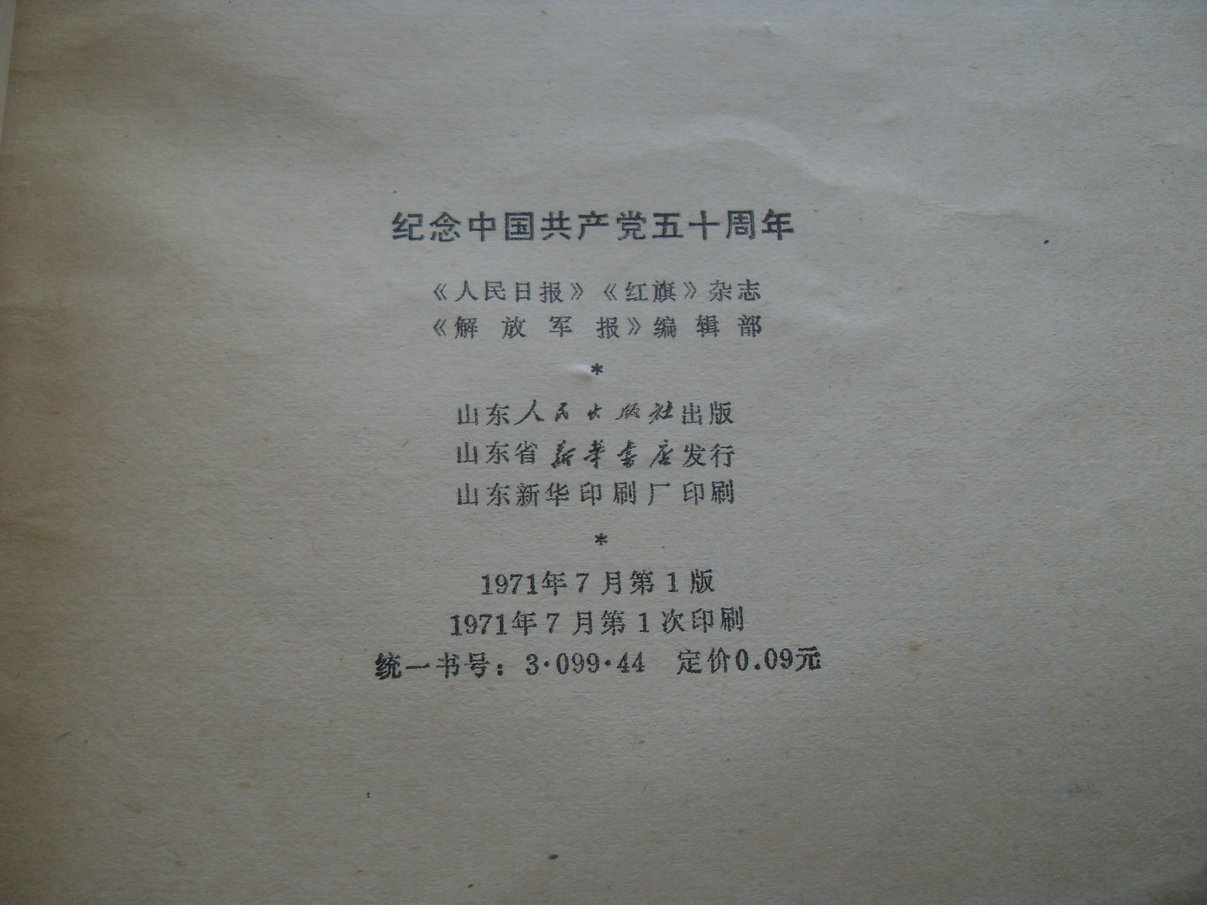 纪念中国共产党五十周年
《人民日报》《红旗》杂志
《解放军报》编辑部
*
山东人民出版社出版
山东省新华书店发行
山东新华印刷厂印刷
*
1971年7月第1版
1971年7月第1次印刷
统一书号：3·099·44 定价0.09元